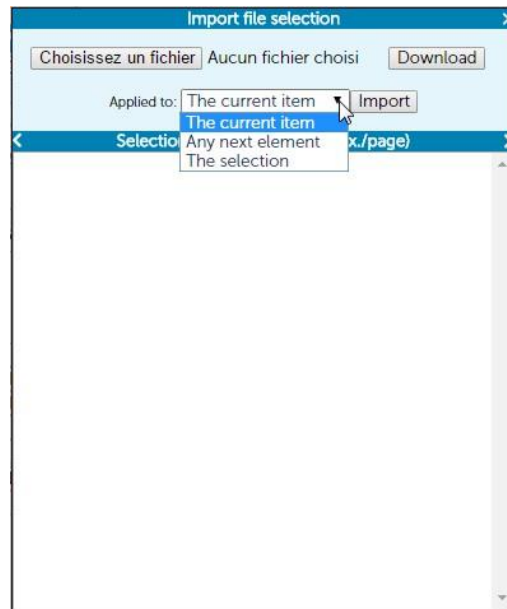 Import file selection
Choisissez un fichier Aucun fichier choisi Download
Applied to: The current item Import
The current item
Selectio x./page)
Any next element
The selection